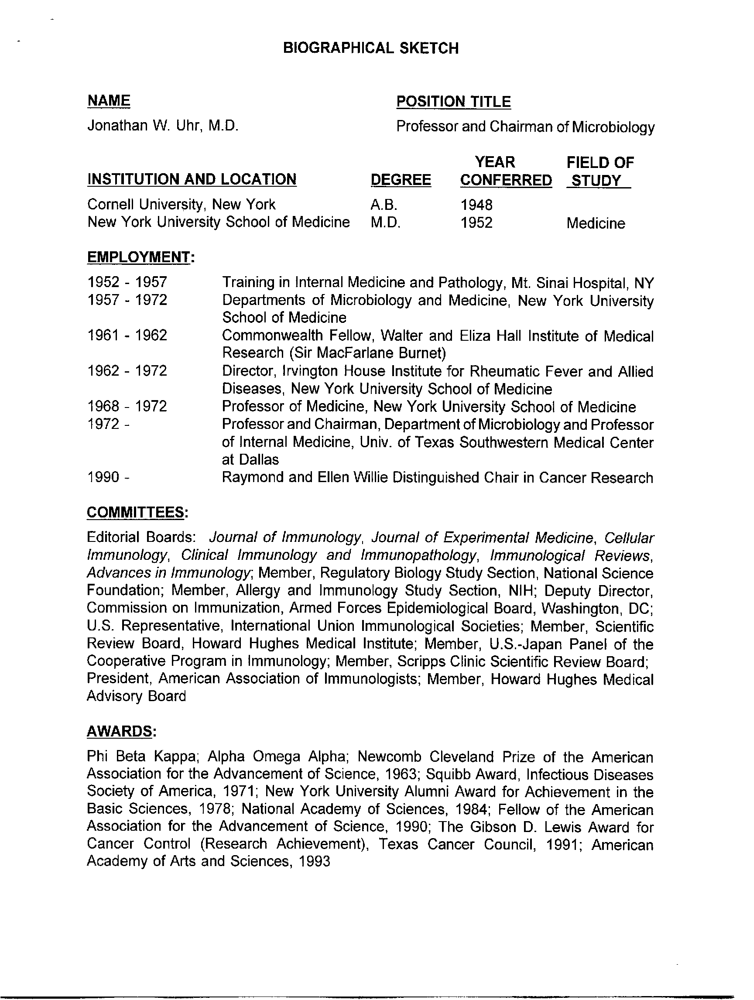 BIOGRAPHICAL SKETCH
NAME POSITION TITLE
Jonathan W. Uhr, M.D. Professor and Chairman of Microbiology
YEAR FIELD OF
INSTITUTION AND LOCATION DEGREE CONFERRED STUDY
Cornell University, New York A.B. 1948
New York University School of Medicine M.D. 1952 Medicine
EMPLOYMENT:
1952 - 1957 Training in Internal Medicine and Pathology, Mt. Sinai Hospital, NY
1957 - 1972 Departments of Microbiology and Medicine, New York University
School of Medicine
1961 - 1962 Commonwealth Fellow, Walter and Eliza Hall Institute of Medical
Research (Sir MacFarlane Burnet)
1962 - 1972 Director, Irvington House Institute for Rheumatic Fever and Allied
Diseases, New York University School of Medicine
1968 - 1972 Professor of Medicine, New York University School of Medicine
1972 - Professor and Chairman, Department of Microbiology and Professor
of Internal Medicine, Univ. of Texas Southwestern Medical Center
at Dallas
1990 - Raymond and Ellen Willie Distinguished Chair in Cancer Research
COMMITTEES:
Editorial Boards: Journal of Immunology, Journal of Experimental Medicine, Cellular
Immunology, Clinical Immunology and Immunopathology, Immunological Reviews,
Advances in Immunology; Member, Regulatory Biology Study Section, National Science
Foundation; Member, Allergy and Immunology Study Section, NIH; Deputy Director,
Commission on Immunization, Armed Forces Epidemiological Board, Washington, DC;
U.S. Representative, International Union Immunological Societies; Member, Scientific
Review Board, Howard Hughes Medical Institute; Member, U.S.-Japan Panel of the
Cooperative Program in Immunology; Member, Scripps Clinic Scientific Review Board;
President, American Association of Immunologists; Member, Howard Hughes Medical
Advisory Board
AWARDS:
Phi Beta Kappa; Alpha Omega Alpha; Newcomb Cleveland Prize of the American
Association for the Advancement of Science, 1963; Squibb Award, Infectious Diseases
Society of America, 1971; New York University Alumni Award for Achievement in the
Basic Sciences, 1978; National Academy of Sciences, 1984; Fellow of the American
Association for the Advancement of Science, 1990; The Gibson D. Lewis Award for
Cancer Control (Research Achievement), Texas Cancer Council, 1991; American
Academy of Arts and Sciences, 1993